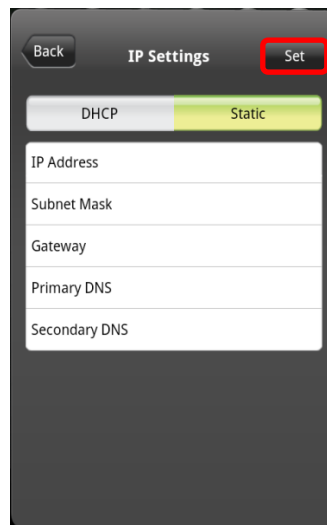 Back IP Settings Set
DHCP Static
IP Address
Subnet Mask
Gateway
Primary DNS
Secondary DNS